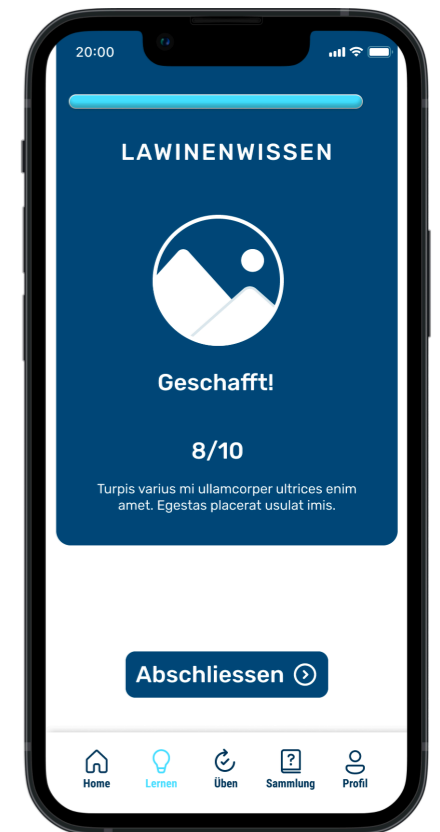 20:00
LAWINENWISSEN
Geschafft!
8/10
Turpis varius mi ullamcorper ultrices enim
amet. Egestas placerat usulat imis.
Abschliessen
?
Home Lernen Üben Sammlung Profil